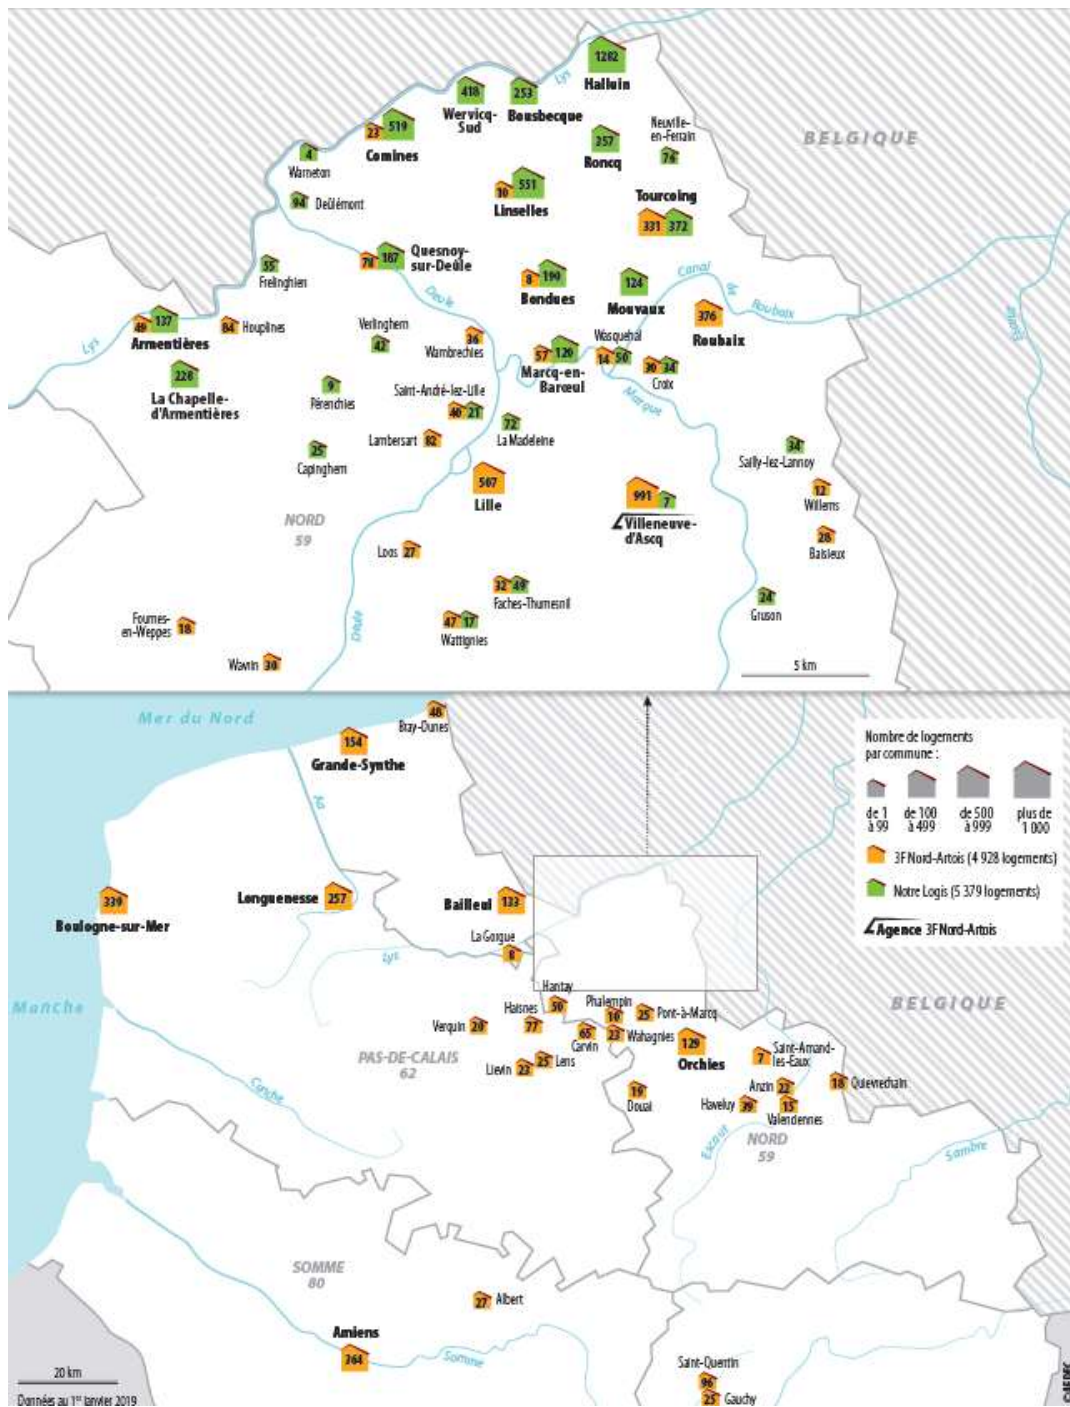 1282
Halluin
Lys
418
Wervicq-
Sud
253
Bousbecque
23
519
Comines
257
Roncq
Neuville-
en-Ferrain
BELGIQUE
4
Warneton
94
Deûlémont
10
551
Linselles
Tourcoing
331
372
55
Frelinghien
187
Quesnoy-
sur-Deûle
Deûle
8
190
Bondues
124
Mouvaux
Canal
de
Roubaix
376
Roubaix
Espierre
49
137
Armentières
Lys
84
Houplines
Verlinghem
42
36
Wambrechies
57
120
Marcq-en-
Barœul
Wasquehal
14
50
30
34
Croix
Marque
228
La Chapelle-
d'Armentières
9
Pérenchies
Saint-André-lez-Lille
40
21
72
La Madeleine
Lambersart
82
25
Capinghem
34
Sailly-lez-Lannoy
507
Lille
991
7
Villeneuve-
d'Ascq
12
Willems
28
Baisieux
NORD
59
Loos
27
32
49
Faches-Thumesnil
24
Gruson
Fournes-
en-Weppes
18
47
17
Wattignies
Deûle
Wavrin
30
5 km
Mer du Nord
48
Bray-Dunes
154
Grande-Synthe
Aa
Nombre de logements
par commune :
de 1
à 99
de 100
à 499
de 500
à 999
plus de
1 000
3F Nord-Artois (4 928 logements)
Notre Logis (5 379 logements)
Agence 3F Nord-Artois
339
Boulogne-sur-Mer
Longuenesse
257
Bailleul
133
La Gorgue
8
Lys
Manche
BELGIQUE
Hantay
50
Haisnes
77
Phalempin
10
25
Pont-à-Marcq
Verquin
20
65
Carvin
23
Wahagnies
129
Orchies
PAS-DE-CALAIS
62
Liévin
23
25
Lens
7
Saint-Amand-
les-Eaux
19
Douai
Anzin
22
18
Quievrechain
Haveluy
39
15
Valenciennes
Canche
Escaut
NORD
59
Sambre
SOMME
80
27
Albert
Amiens
364
Somme
Saint-Quentin
96
25
Gauchy
20 km
Données au 1er janvier 2019